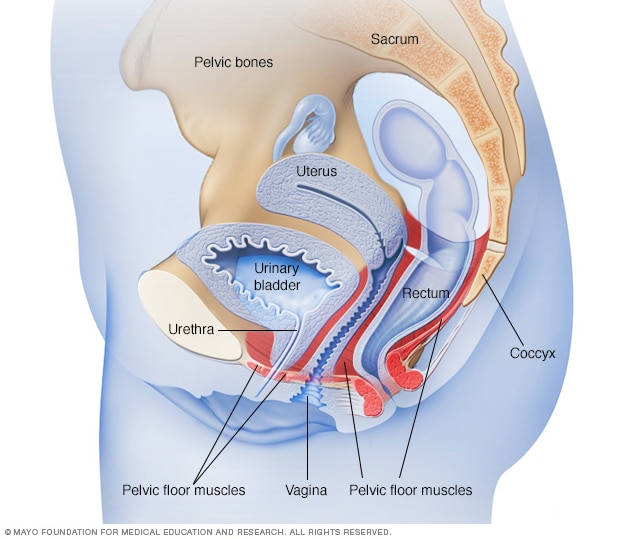 Sacrum
Pelvic bones
Uterus
Urinary
bladder
Rectum
Urethra
Coccyx
Pelvic floor muscles
Vagina
Pelvic floor muscles
© MAYO FOUNDATION FOR MEDICAL EDUCATION AND RESEARCH. ALL RIGHTS RESERVED.